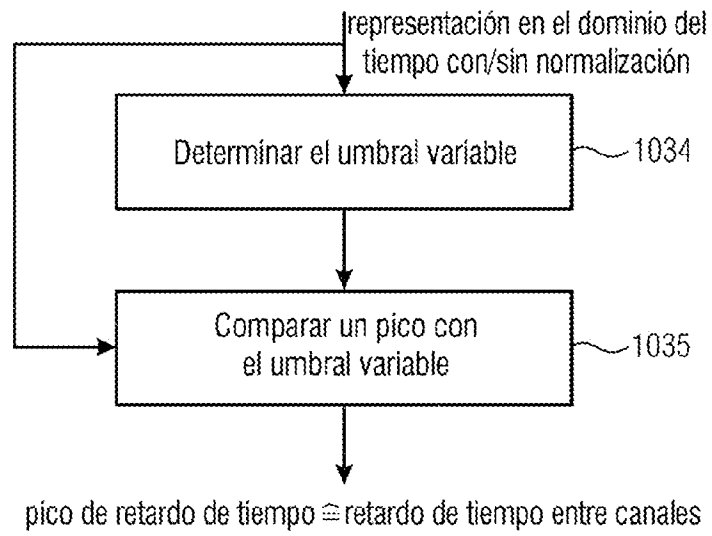 representación en el dominio del
tiempo con/sin normalización
Determinar el umbral variable
1034
Comparar un pico con
el umbral variable
1035
pico de retardo de tiempo ≙ retardo de tiempo entre canales